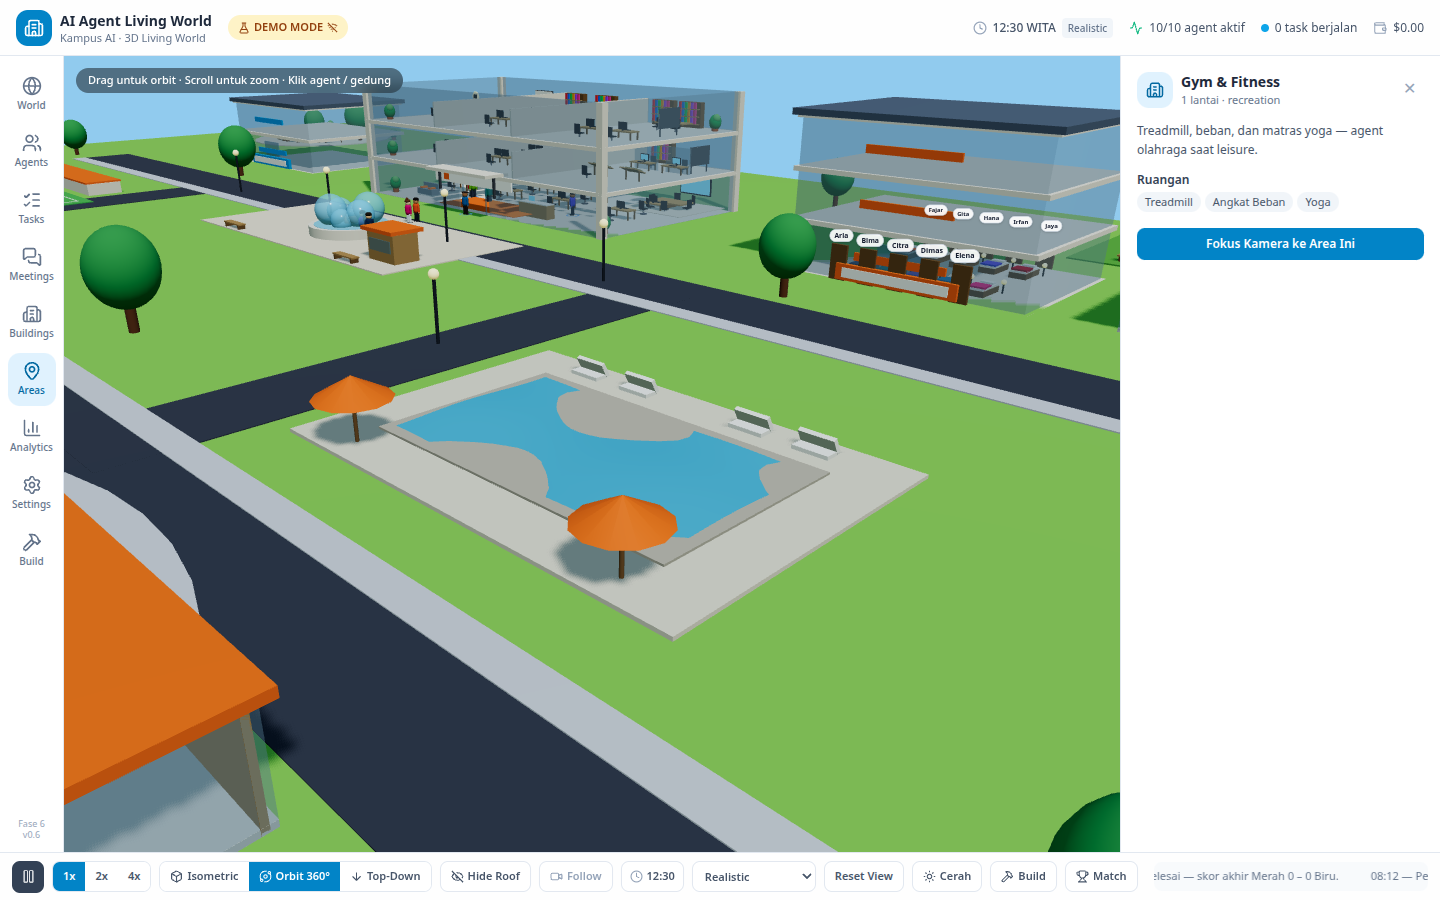 AI Agent Living World
Kampus AI · 3D Living World
DEMO MODE
12:30 WITA
Realistic
10/10 agent aktif
0 task berjalan
$0.00
World
Agents
Tasks
Meetings
Buildings
Areas
Analytics
Settings
Build
Fase 6
v0.6
Drag untuk orbit · Scroll untuk zoom · Klik agent / gedung
Fajar
Gita
Hana
Irfan
Jaya
Aria
Bima
Citra
Dimas
Elena
Gym & Fitness
1 lantai · recreation
Treadmill, beban, dan matras yoga — agent
olahraga saat leisure.
Ruangan
Treadmill
Angkat Beban
Yoga
Fokus Kamera ke Area Ini
1x
2x
4x
Isometric
Orbit 360°
Top-Down
Hide Roof
Follow
12:30
Realistic
Reset View
Cerah
Build
Match
elesai — skor akhir Merah 0 – 0 Biru.
08:12 — Pe